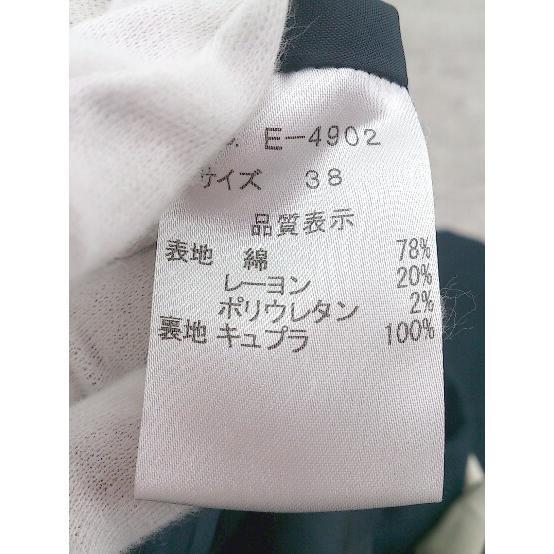 E-4902
サイズ 38
品質表示
表地 綿 78%
レーヨン 20%
ポリウレタン 2%
裏地 キュプラ 100%